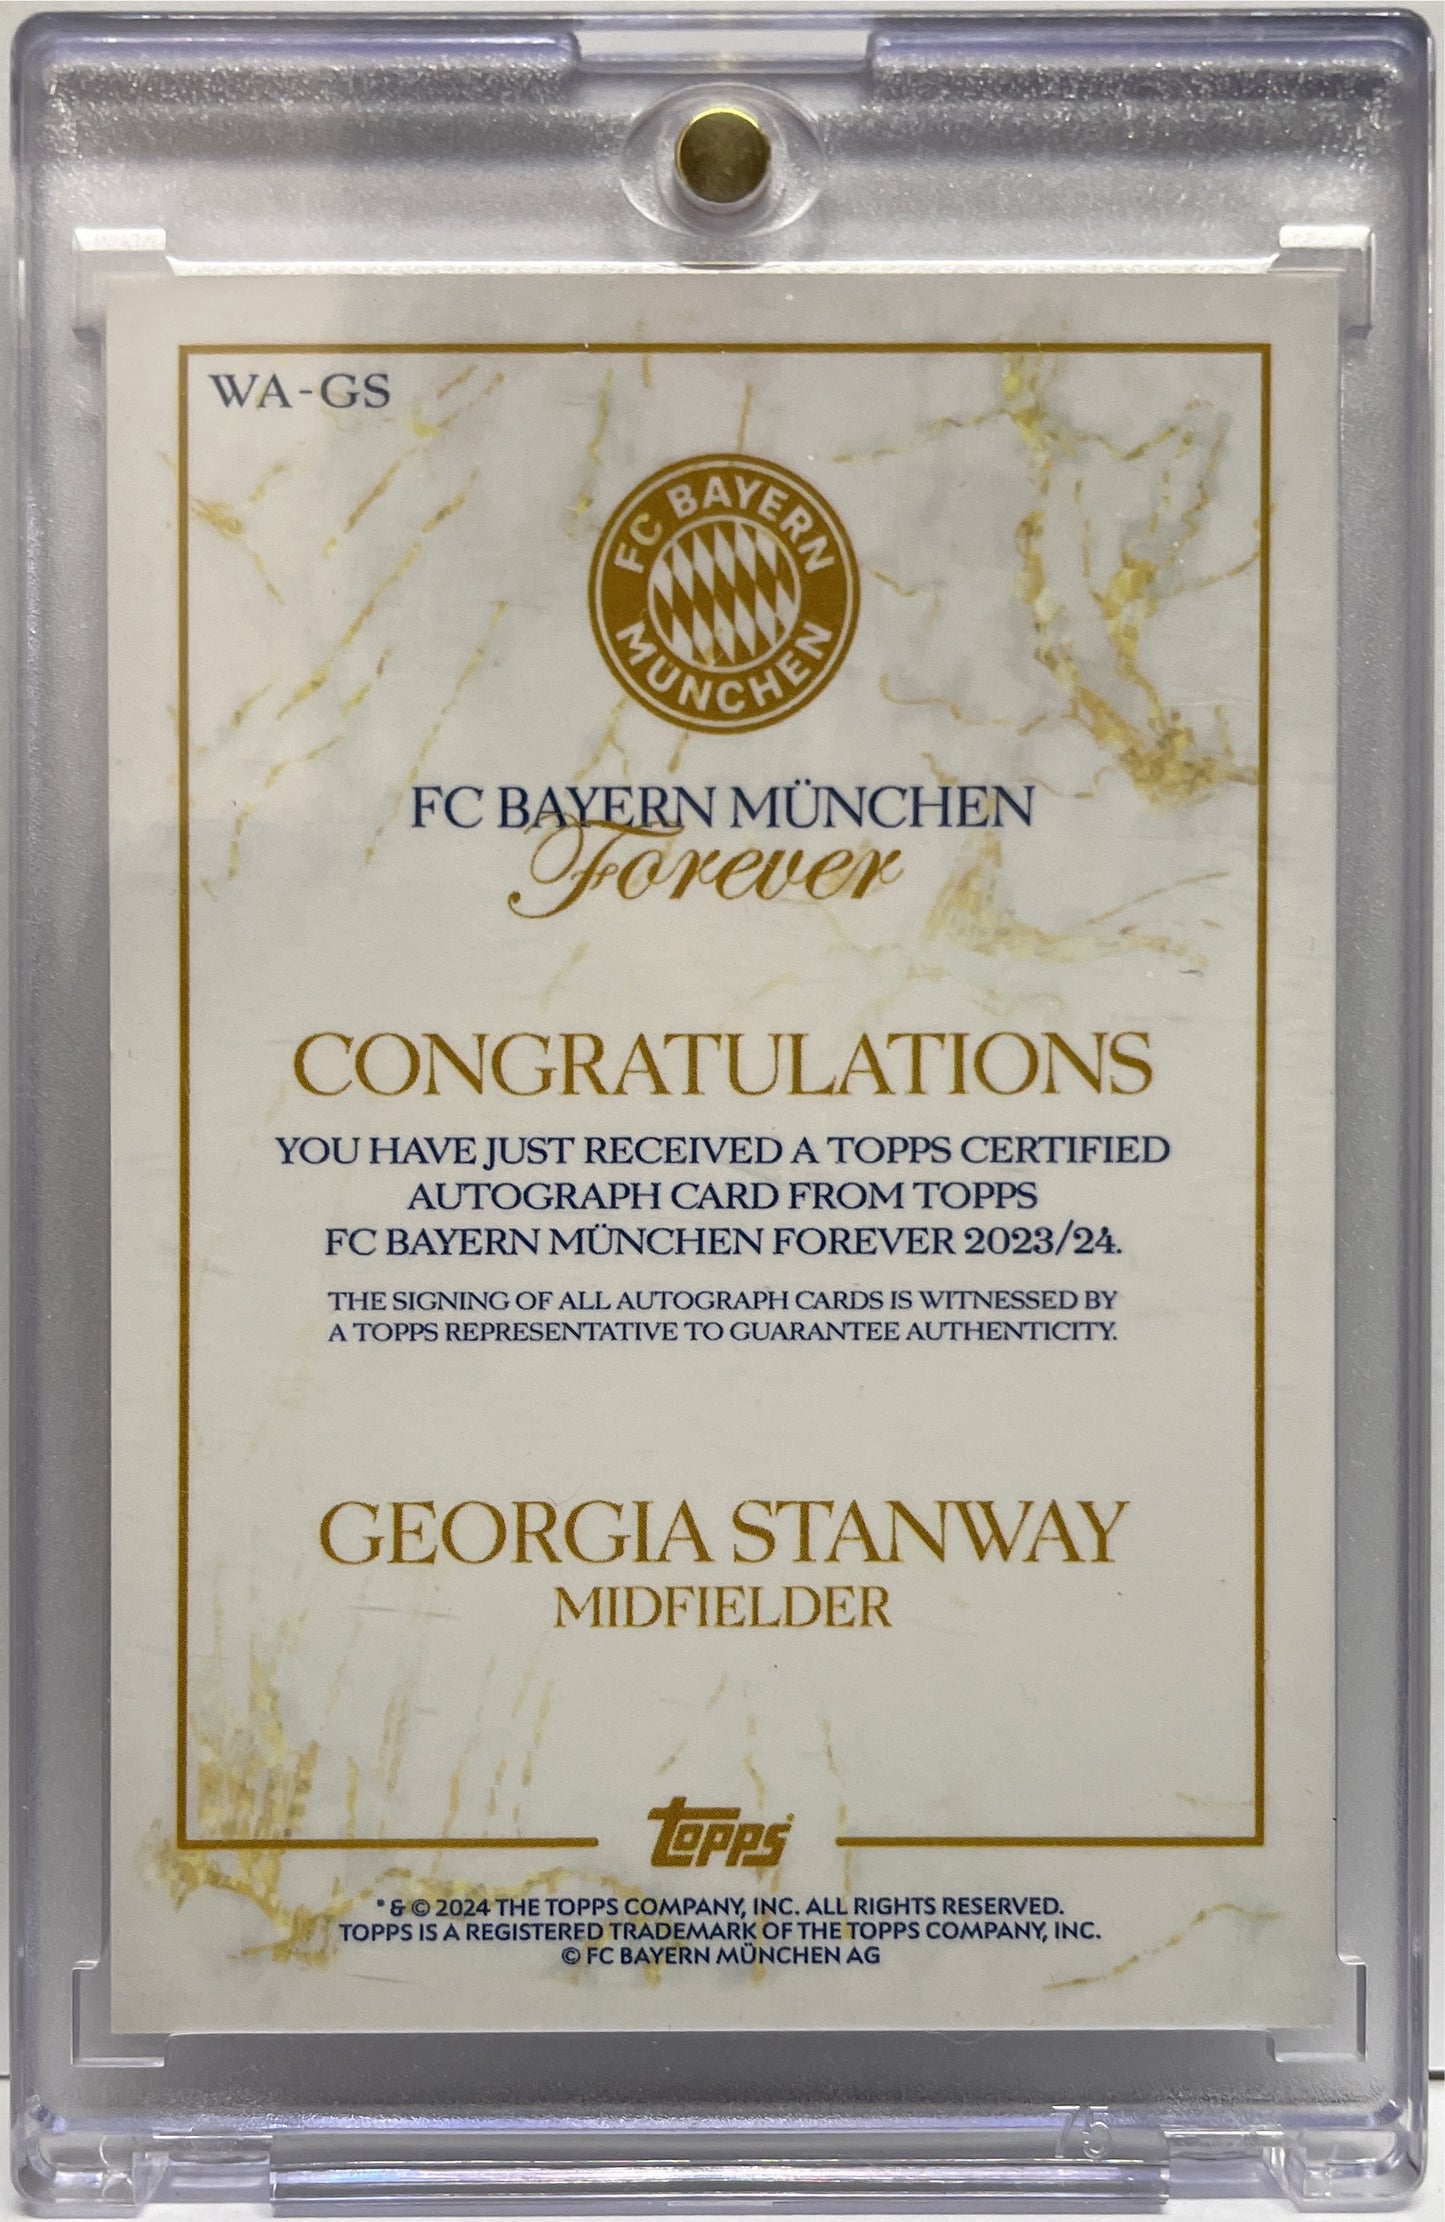 WA-GS
FC BAYERN
MÜNCHEN
FC BAYERN MÜNCHEN
Forever
CONGRATULATIONS
YOU HAVE JUST RECEIVED A TOPPS CERTIFIED
AUTOGRAPH CARD FROM TOPPS
FC BAYERN MÜNCHEN FOREVER 2023/24.
THE SIGNING OF ALL AUTOGRAPH CARDS IS WITNESSED BY
A TOPPS REPRESENTATIVE TO GUARANTEE AUTHENTICITY.
GEORGIA STANWAY
MIDFIELDER
topps
® & © 2024 THE TOPPS COMPANY, INC. ALL RIGHTS RESERVED.
TOPPS IS A REGISTERED TRADEMARK OF THE TOPPS COMPANY, INC.
© FC BAYERN MÜNCHEN AG
75